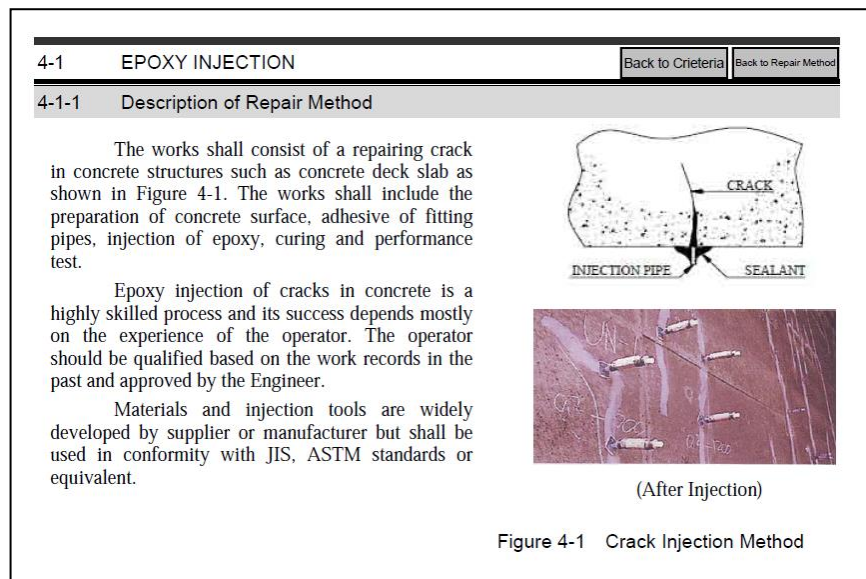 4-1 EPOXY INJECTION
Back to Crieteria
Back to Repair Method
4-1-1 Description of Repair Method
The works shall consist of a repairing crack
in concrete structures such as concrete deck slab as
shown in Figure 4-1. The works shall include the
preparation of concrete surface, adhesive of fitting
pipes, injection of epoxy, curing and performance
test.
Epoxy injection of cracks in concrete is a
highly skilled process and its success depends mostly
on the experience of the operator. The operator
should be qualified based on the work records in the
past and approved by the Engineer.
Materials and injection tools are widely
developed by supplier or manufacturer but shall be
used in conformity with JIS, ASTM standards or
equivalent.
CRACK
INJECTION PIPE
SEALANT
(After Injection)
Figure 4-1 Crack Injection Method